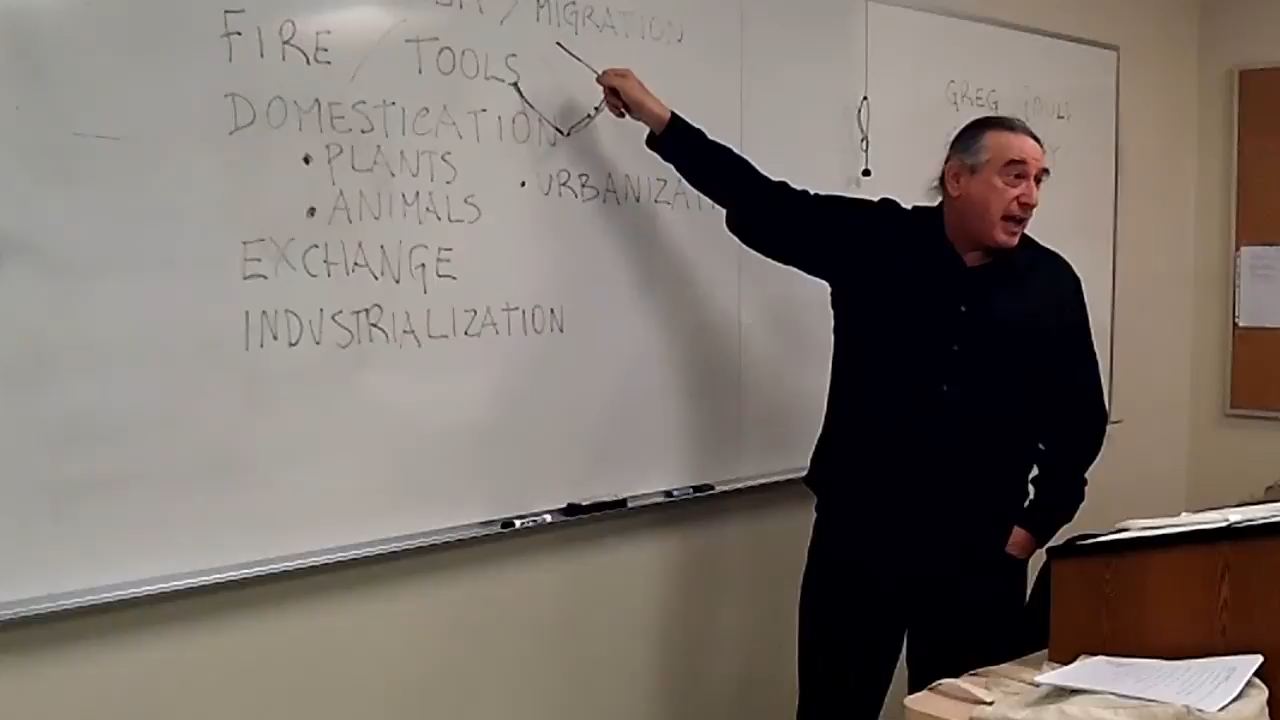 / MIGRATION
FIRE / TOOLS
DOMESTICATION
• PLANTS
• ANIMALS
• URBANIZAT
EXCHANGE
INDUSTRIALIZATION
GREG